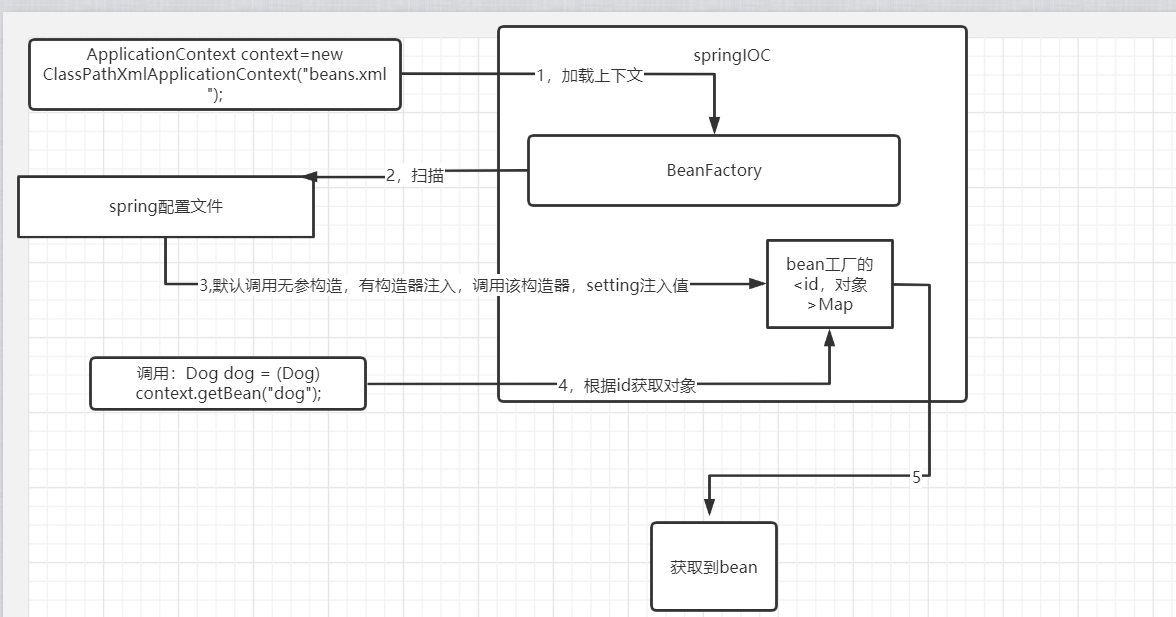 ApplicationContext context=new
ClassPathXmlApplicationContext("beans.xml
");
springIOC
1，加载上下文
BeanFactory
2，扫描
spring配置文件
3,默认调用无参构造，有构造器注入，调用该构造器，setting注入值
bean工厂的
<id，对象
>Map
调用：Dog dog = (Dog)
context.getBean("dog");
4，根据id获取对象
5
获取到bean